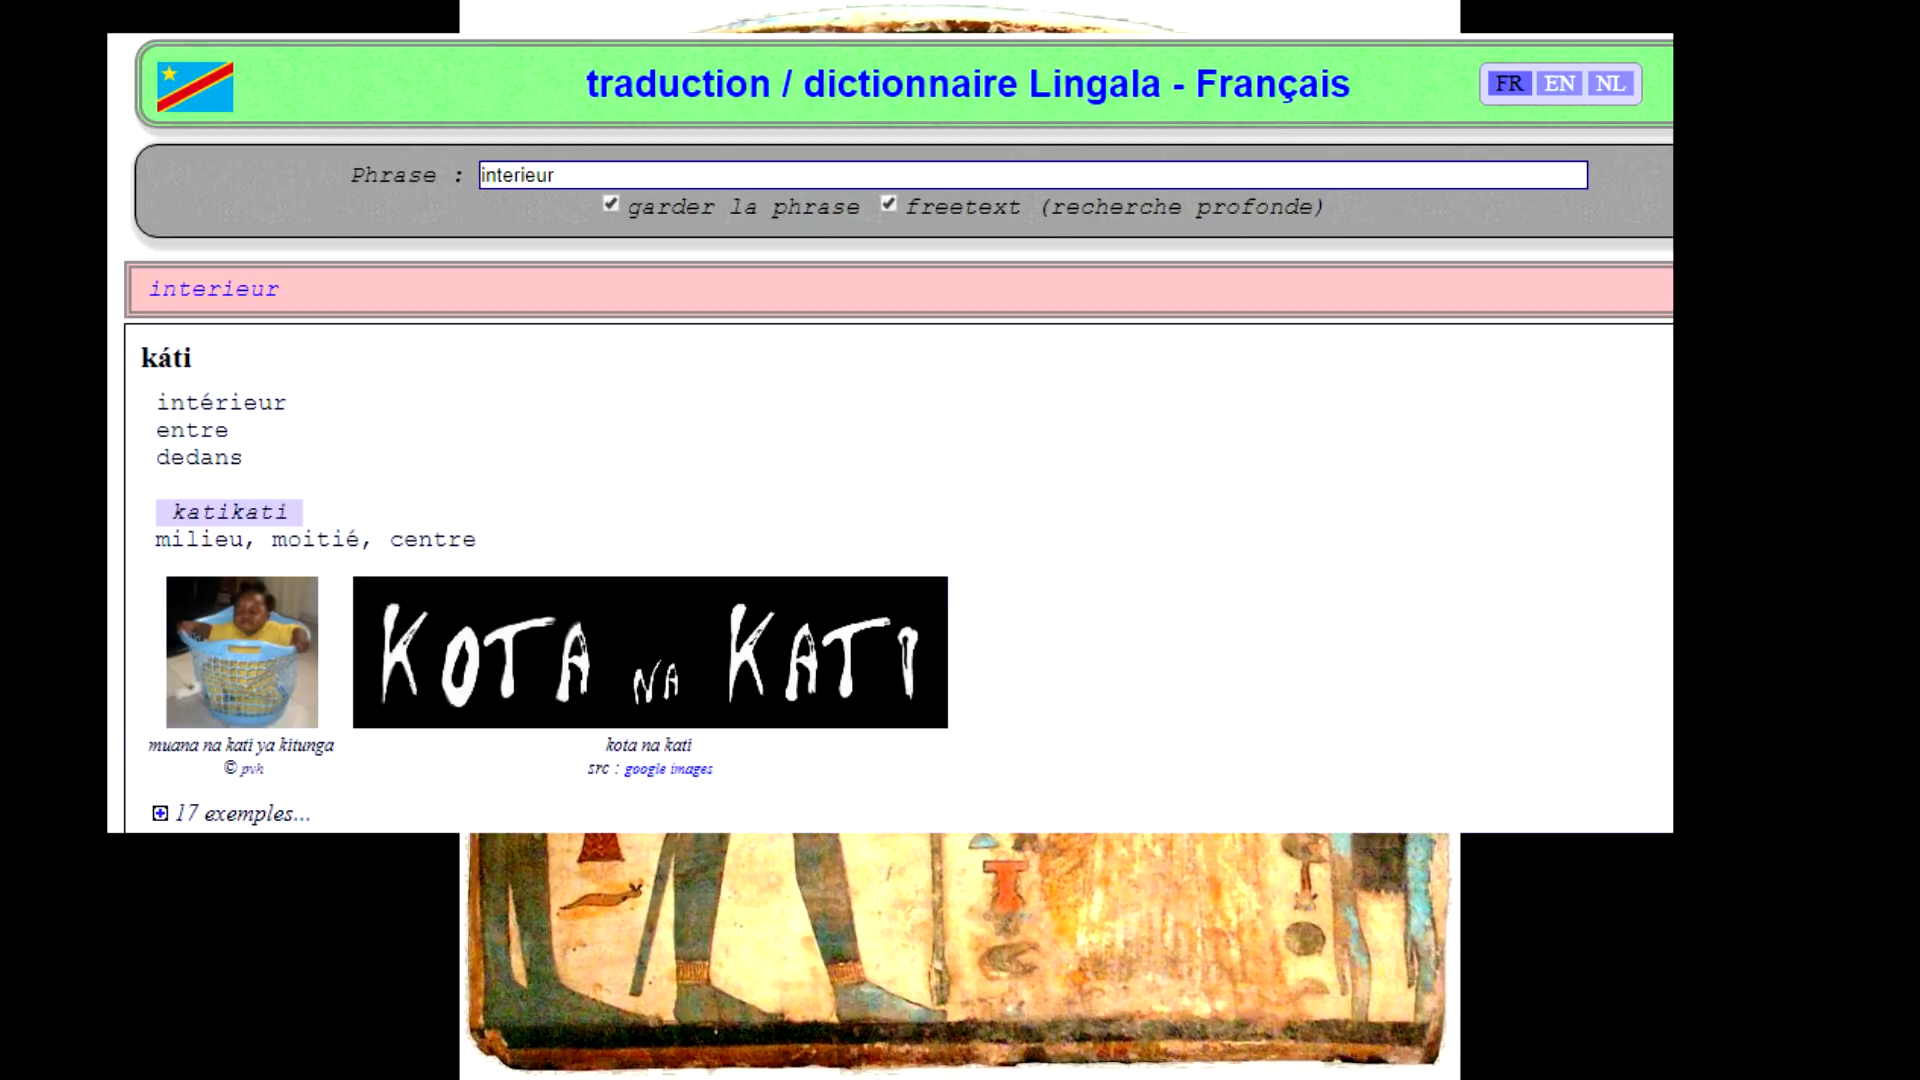 traduction / dictionnaire Lingala - Français
FR EN NL
Phrase : interieur
garder la phrase freetext (recherche profonde)
interieur
káti
intérieur
entre
dedans
katikati
milieu, moitié, centre
KOTA NA KATI
muana na kati ya kitunga
© pvh
kota na kati
src : google images
17 exemples...